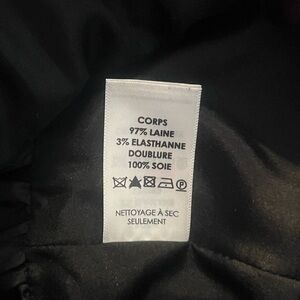 CORPS
97% LAINE
3% ELASTHANNE
DOUBLURE
100% SOIE
P
NETTOYAGE À SEC
SEULEMENT